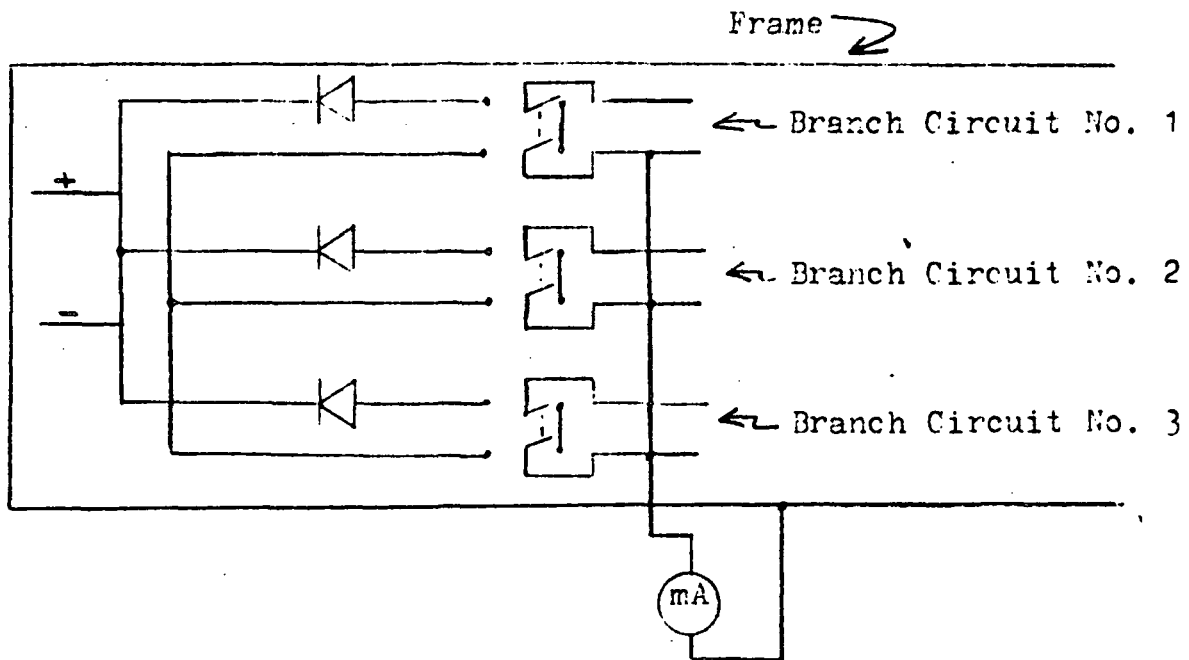 Frame
Branch Circuit No. 1
+
Branch Circuit No. 2
-
Branch Circuit No. 3
mA